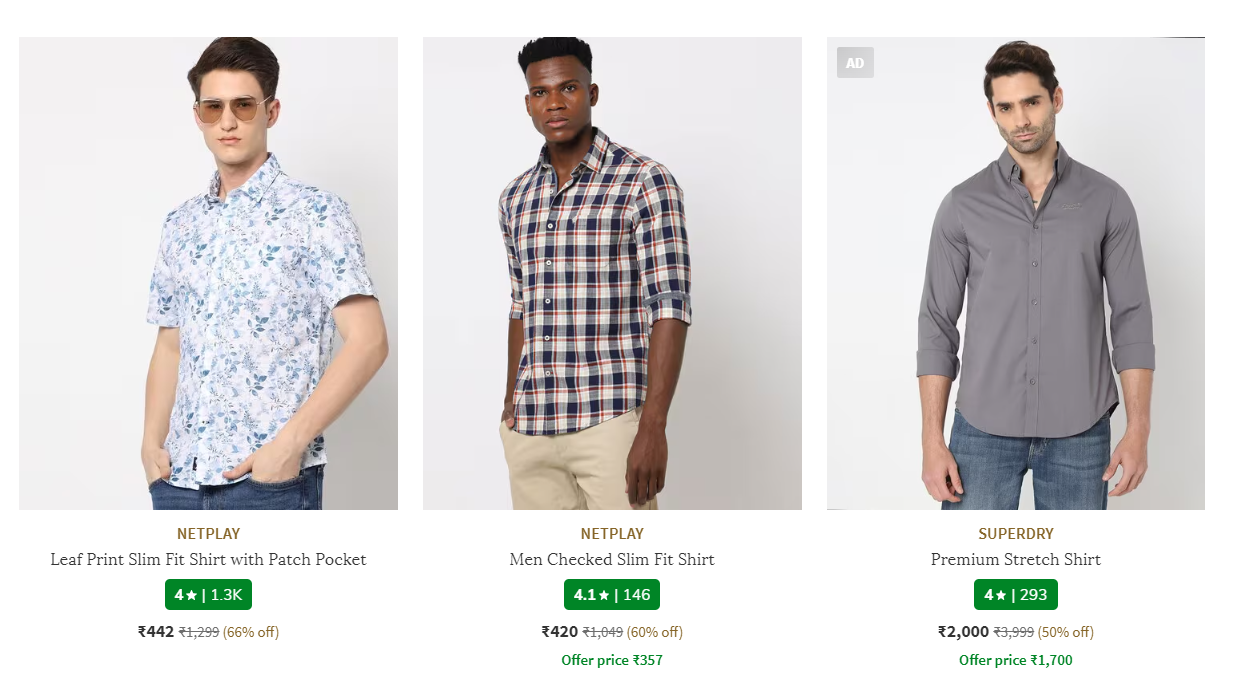 AD
NETPLAY
Leaf Print Slim Fit Shirt with Patch Pocket
4★ | 1.3K
₹442 ₹1,299 (66% off)
NETPLAY
Men Checked Slim Fit Shirt
4.1★ | 146
₹420 ₹1,049 (60% off)
Offer price ₹357
SUPERDRY
Premium Stretch Shirt
4★ | 293
₹2,000 ₹3,999 (50% off)
Offer price ₹1,700